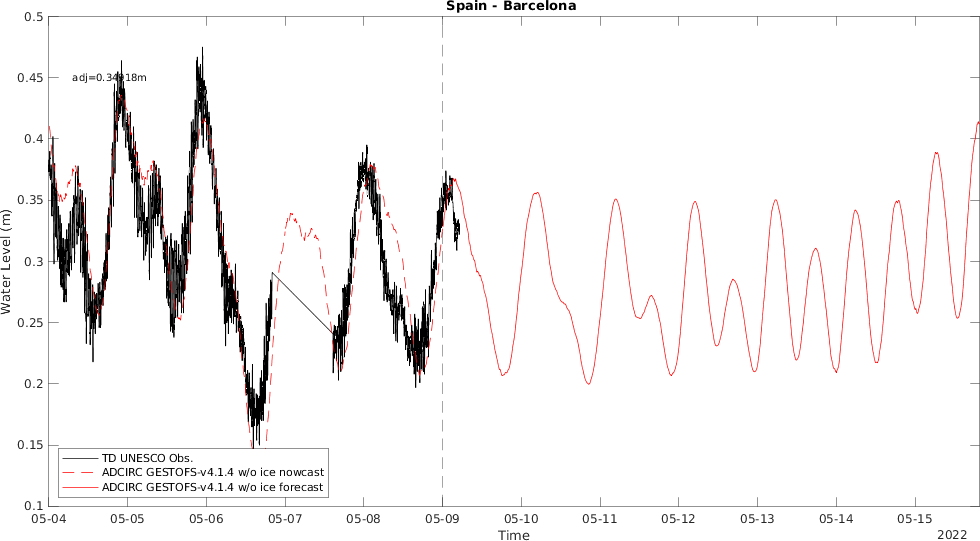 Spain - Barcelona
0.5
0.45
0.4
0.35
0.3
0.25
0.2
0.15
0.1
Water Level (m)
TD UNESCO Obs.
ADCIRC GESTOFS-v4.1.4 w/o ice nowcast
ADCIRC GESTOFS-v4.1.4 w/o ice forecast
05-04 05-05 05-06 05-07 05-08 05-09 05-10 05-11 05-12 05-13 05-14 05-15
Time
2022